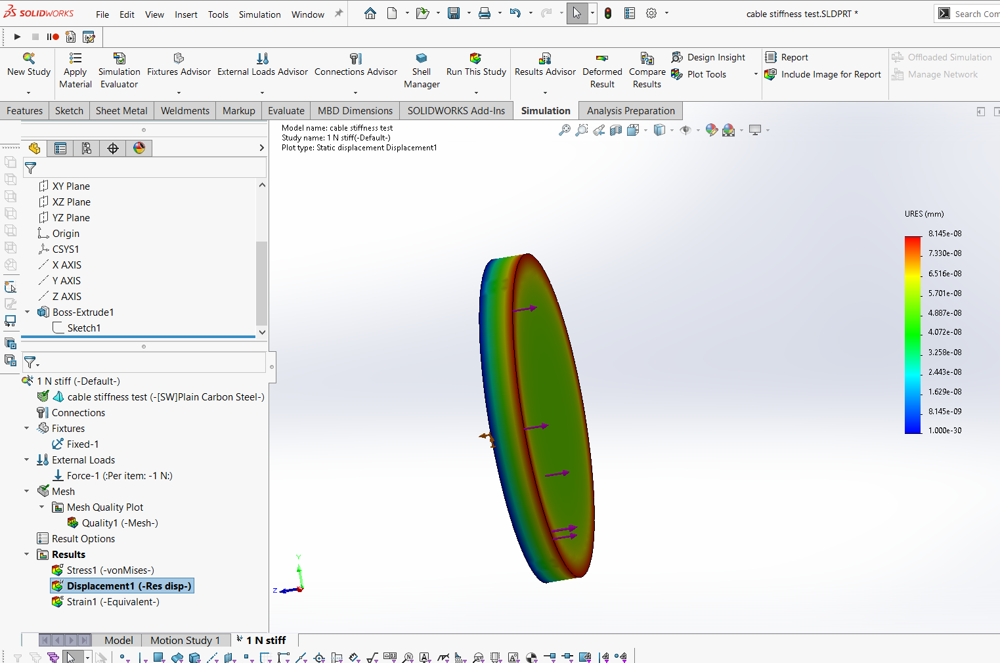 SOLIDWORKS File Edit View Insert Tools Simulation Window cable stiffness test.SLDPRT * Search Com
New Study
Apply Material
Simulation Evaluator
Fixtures Advisor
External Loads Advisor
Connections Advisor
Shell Manager
Run This Study
Results Advisor
Deformed Result
Compare Results
Design Insight
Plot Tools
Report
Include Image for Report
Offloaded Simulation
Manage Network
Features Sketch Sheet Metal Weldments Markup Evaluate MBD Dimensions SOLIDWORKS Add-Ins Simulation Analysis Preparation
Model name: cable stiffness test
Study name: 1 N stiff(-Default-)
Plot type: Static displacement Displacement1
XY Plane
XZ Plane
YZ Plane
Origin
CSYS1
X AXIS
Y AXIS
Z AXIS
Boss-Extrude1
Sketch1
1 N stiff (-Default-)
cable stiffness test (-[SW]Plain Carbon Steel-)
Connections
Fixtures
Fixed-1
External Loads
Force-1 (:Per item: -1 N:)
Mesh
Mesh Quality Plot
Quality1 (-Mesh-)
Result Options
Results
Stress1 (-vonMises-)
Displacement1 (-Res disp-)
Strain1 (-Equivalent-)
URES (mm)
8.145e-08
7.330e-08
6.516e-08
5.701e-08
4.887e-08
4.072e-08
3.258e-08
2.443e-08
1.629e-08
8.145e-09
1.000e-30
Y
Z
Model Motion Study 1 1 N stiff